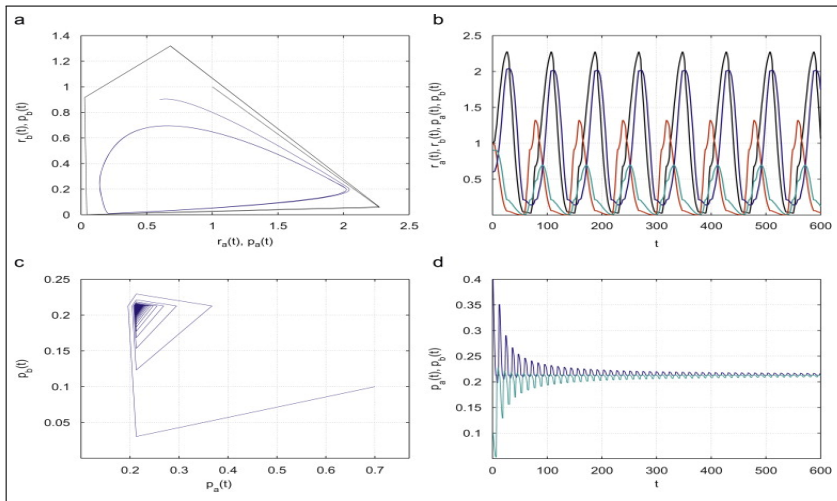 a
r_b(t), p_b(t)
1.4
1.2
1
0.8
0.6
0.4
0.2
0
0 0.5 1 1.5 2 2.5
r_a(t), p_a(t)
b
r_a(t), r_b(t), p_a(t), p_b(t)
2.5
2
1.5
1
0.5
0
0 100 200 300 400 500 600
t
c
p_b(t)
0.25
0.2
0.15
0.1
0.05
0.2 0.3 0.4 0.5 0.6 0.7
p_a(t)
d
p_a(t), p_b(t)
0.4
0.35
0.3
0.25
0.2
0.15
0.1
0 100 200 300 400 500 600
t